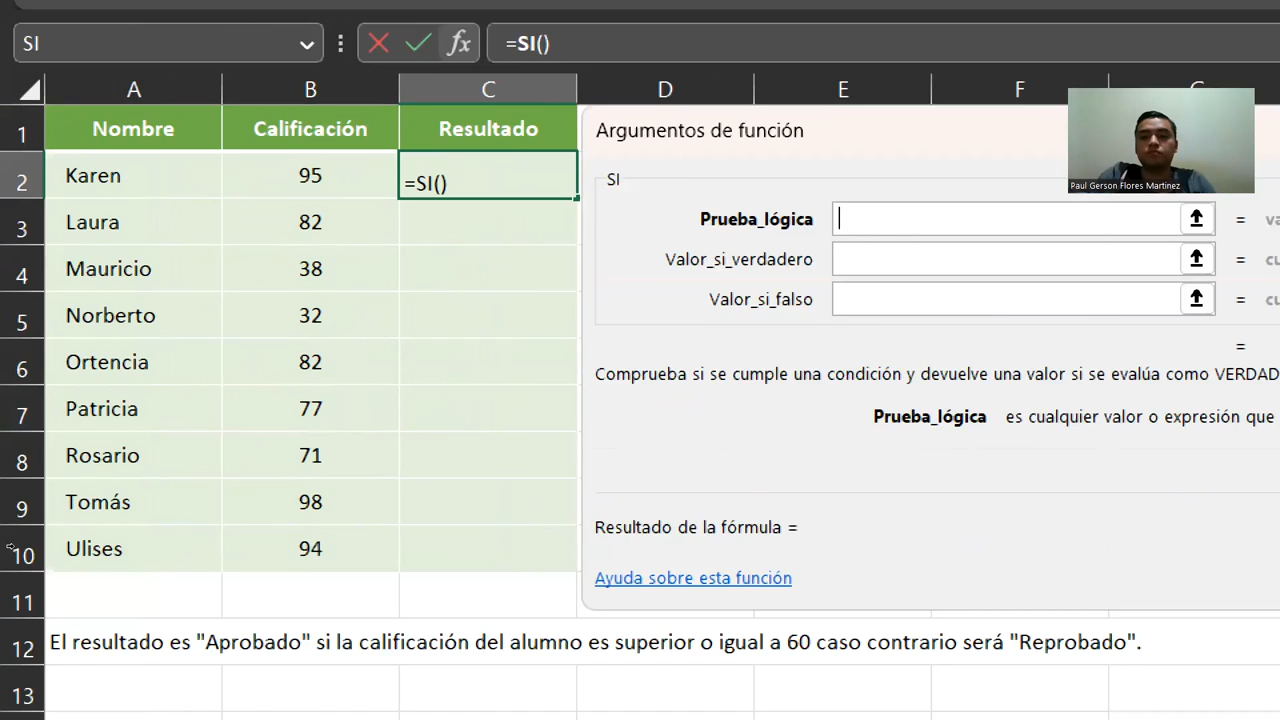 SI
fx
=SI()
A B C D E F G
1 Nombre Calificación Resultado
2 Karen 95 =SI()
3 Laura 82
4 Mauricio 38
5 Norberto 32
6 Ortencia 82
7 Patricia 77
8 Rosario 71
9 Tomás 98
10 Ulises 94
11
12 El resultado es "Aprobado" si la calificación del alumno es superior o igual a 60 caso contrario será "Reprobado".
13
Argumentos de función
SI
Prueba_lógica = va
Valor_si_verdadero = cu
Valor_si_falso = cu
=
Comprueba si se cumple una condición y devuelve una valor si se evalúa como VERDAD
Prueba_lógica es cualquier valor o expresión que
Resultado de la fórmula =
Ayuda sobre esta función
Paul Gerson Flores Martinez